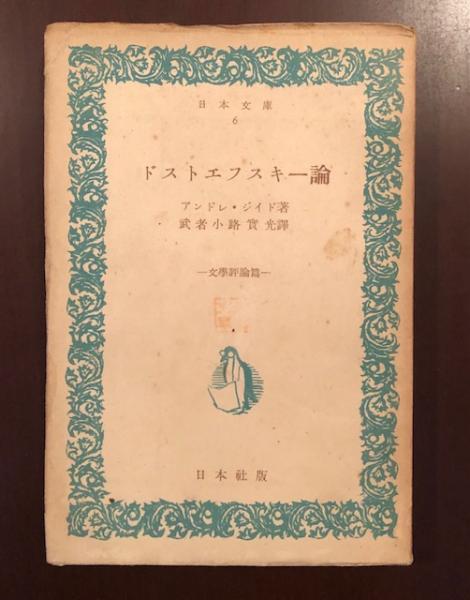 日本文庫
6
ドストエフスキー論
アンドレ・ジイド著
武者小路實光譯
—文學評論篇—
日本社版